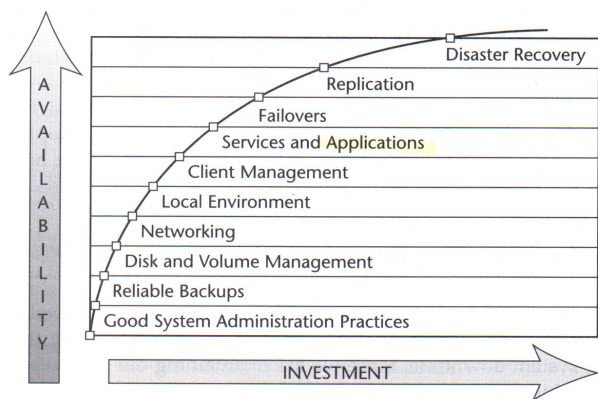 AVAILABILITY
Disaster Recovery
Replication
Failovers
Services and Applications
Client Management
Local Environment
Networking
Disk and Volume Management
Reliable Backups
Good System Administration Practices
INVESTMENT